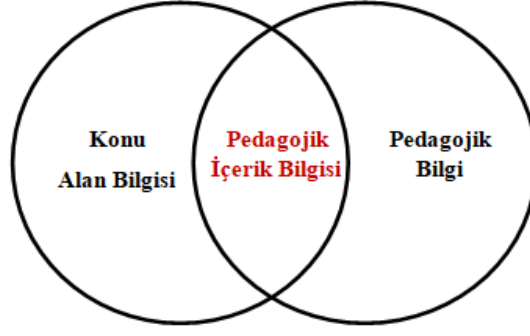 Konu
Alan Bilgisi
Pedagojik
İçerik Bilgisi
Pedagojik
Bilgi